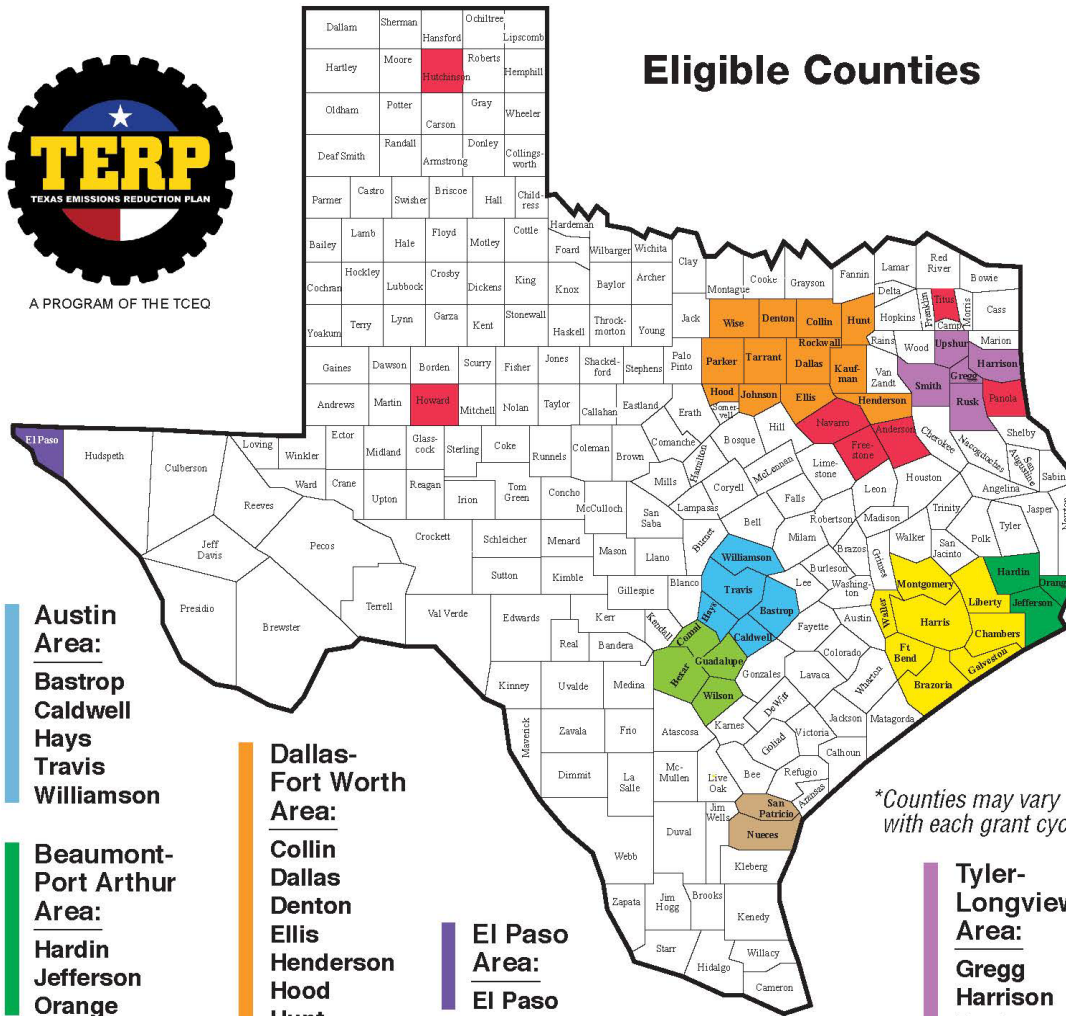 Eligible Counties
TERP
TEXAS EMISSIONS REDUCTION PLAN
A PROGRAM OF THE TCEQ
Dallam
Sherman
Hansford
Ochiltree
Lipscomb
Hartley
Moore
Hutchinson
Roberts
Hemphill
Oldham
Potter
Carson
Gray
Wheeler
Deaf Smith
Randall
Armstrong
Donley
Collings-
worth
Parmer
Castro
Swisher
Briscoe
Hall
Child-
ress
Bailey
Lamb
Hale
Floyd
Motley
Cottle
Hardeman
Foard
Wilbarger
Wichita
Clay
Cochran
Hockley
Lubbock
Crosby
Dickens
King
Knox
Baylor
Archer
Montague
Cooke
Grayson
Fannin
Lamar
Red
River
Bowie
Yoakum
Terry
Lynn
Garza
Kent
Stonewall
Haskell
Throck-
morton
Young
Jack
Wise
Denton
Collin
Hunt
Delta
Hopkins
Franklin
Titus
Camp
Morris
Cass
Gaines
Dawson
Borden
Scurry
Fisher
Jones
Shackel-
ford
Stephens
Palo
Pinto
Parker
Tarrant
Rockwall
Dallas
Kauf-
man
Rains
Wood
Van
Zandt
Upshur
Marion
Harrison
Gregg
Smith
Rusk
Panola
Andrews
Martin
Howard
Mitchell
Nolan
Taylor
Callahan
Eastland
Erath
Hood
Somer-
vell
Johnson
Ellis
Henderson
Navarro
Anderson
Free-
stone
Cherokee
Nacogdoches
Shelby
San
Augustine
Sabin
El Paso
Hudspeth
Culberson
Loving
Winkler
Ector
Midland
Glass-
cock
Sterling
Coke
Runnels
Coleman
Brown
Comanche
Hamilton
Bosque
Hill
McLennan
Lime-
stone
Leon
Houston
Angelina
Ward
Crane
Upton
Reagan
Irion
Tom
Green
Concho
McCulloch
Mills
San
Saba
Lampasas
Coryell
Falls
Bell
Robertson
Madison
Trinity
Walker
Polk
Tyler
Jasper
Reeves
Jeff
Davis
Pecos
Crockett
Schleicher
Menard
Mason
Llano
Burnet
Williamson
Milam
Brazos
Grimes
San
Jacinto
Hardin
Presidio
Brewster
Terrell
Val Verde
Sutton
Kimble
Gillespie
Blanco
Travis
Hays
Bastrop
Lee
Burleson
Washing-
ton
Montgomery
Liberty
Jefferson
Edwards
Kerr
Real
Bandera
Kendall
Comal
Caldwell
Fayette
Austin
Waller
Harris
Chambers
Kinney
Uvalde
Medina
Bexar
Guadalupe
Wilson
Gonzales
Lavaca
Colorado
Wharton
Ft
Bend
Brazoria
Galveston
Maverick
Zavala
Frio
Atascosa
Karnes
DeWitt
Jackson
Matagorda
Dimmit
La
Salle
Mc-
Mullen
Live
Oak
Bee
Goliad
Victoria
Calhoun
Refugio
Aransas
Webb
Duval
Jim
Wells
San
Patricio
Nueces
Kleberg
Zapata
Jim
Hogg
Brooks
Kenedy
Starr
Hidalgo
Willacy
Cameron
*Counties may vary
with each grant cyc
Austin
Area:
Bastrop
Caldwell
Hays
Travis
Williamson
Beaumont-
Port Arthur
Area:
Hardin
Jefferson
Orange
Dallas-
Fort Worth
Area:
Collin
Dallas
Denton
Ellis
Henderson
Hood
El Paso
Area:
El Paso
Tyler-
Longview
Area:
Gregg
Harrison